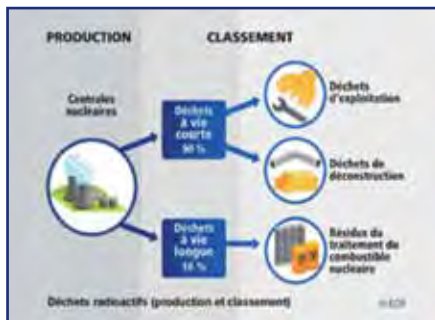 PRODUCTION
CLASSEMENT
Centrales
nucléaires
Déchets
à vie
courte
90 %
Déchets
d'exploitation
Déchets de
déconstruction
Déchets
à vie
longue
10 %
Résidus du
traitement du
combustible
nucléaire
Déchets radioactifs (production et classement)